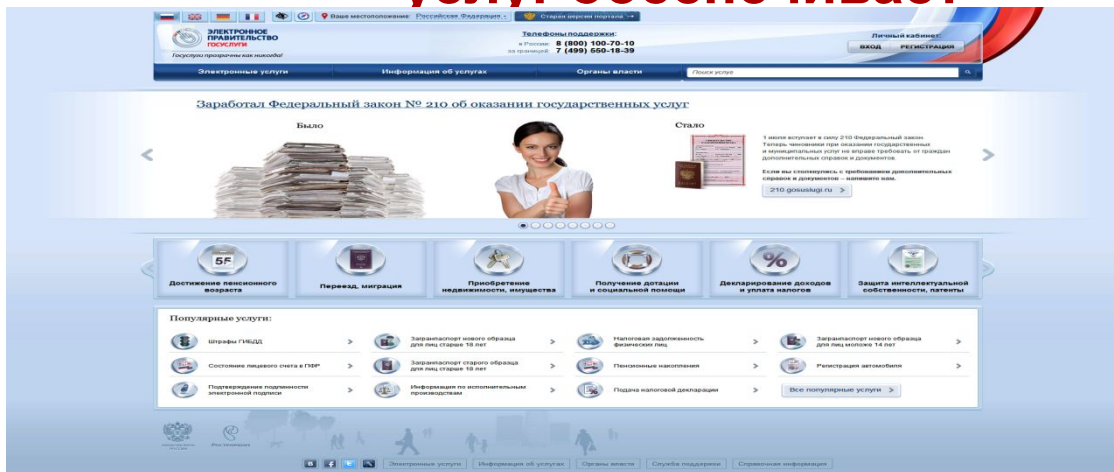 услуг обеспечивает
Ваше местоположение: Российская Федерация
Старая версия портала
ЭЛЕКТРОННОЕ
ПРАВИТЕЛЬСТВО
ГОСУСЛУГИ
Госуслуги прозрачны как никогда!
Телефоны поддержки:
в России: 8 (800) 100-70-10
за границей: 7 (499) 550-18-39
Личный кабинет:
ВХОД РЕГИСТРАЦИЯ
Электронные услуги Информация об услугах Органы власти Поиск услуг
Заработал Федеральный закон № 210 об оказании государственных услуг
Было
Стало
1 июля вступает в силу 210 Федеральный закон.
Теперь чиновники при оказании государственных
и муниципальных услуг не вправе требовать от граждан
дополнительных справок и документов.
Если вы столкнулись с требованием дополнительных
справок и документов – напишите нам.
210.gosuslugi.ru >
5F
%
Достижение пенсионного
возраста
Переезд, миграция
Приобретение
недвижимости, имущества
Получение дотации
и социальной помощи
Декларирование доходов
и уплата налогов
Защита интеллектуальной
собственности, патенты
Популярные услуги:
Штрафы ГИБДД
Загранпаспорт нового образца
для лиц старше 18 лет
Налоговая задолженность
физических лиц
Загранпаспорт нового образца
для лиц моложе 14 лет
Состояние лицевого счета в ПФР
Загранпаспорт старого образца
для лиц старше 18 лет
Пенсионные накопления
Регистрация автомобиля
Подтверждение подлинности
электронной подписи
Информация по исполнительным
производствам
Подача налоговой декларации
Все популярные услуги >
Ростелеком
Электронные услуги Информация об услугах Органы власти Служба поддержки Справочная информация